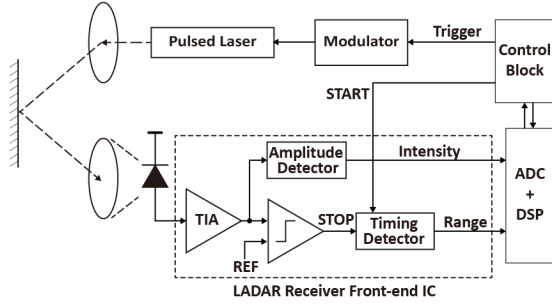 Pulsed Laser
Modulator
Trigger
Control
Block
START
Amplitude
Detector
Intensity
ADC
+
DSP
TIA
STOP
Timing
Detector
Range
REF
LADAR Receiver Front-end IC